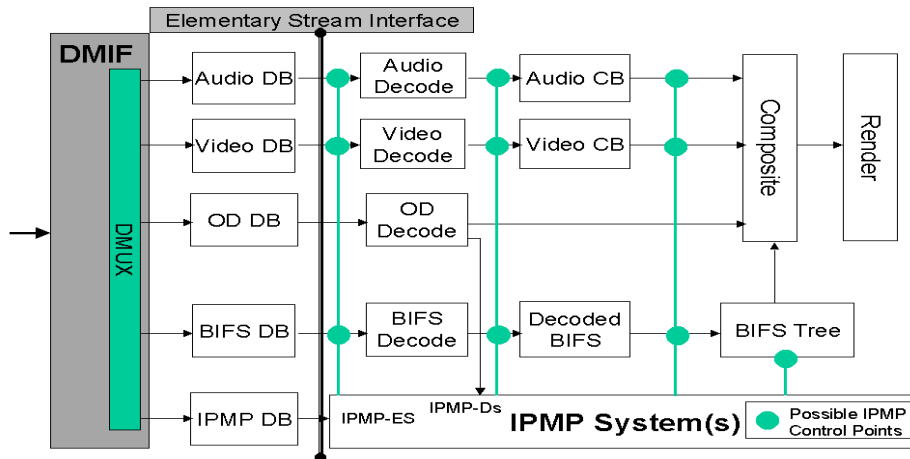 Elementary Stream Interface
DMIF
DMUX
Audio DB
Audio
Decode
Audio CB
Video DB
Video
Decode
Video CB
OD DB
OD
Decode
BIFS DB
BIFS
Decode
Decoded
BIFS
BIFS Tree
Composite
Render
IPMP DB
IPMP-ES
IPMP-Ds
IPMP System(s)
Possible IPMP
Control Points